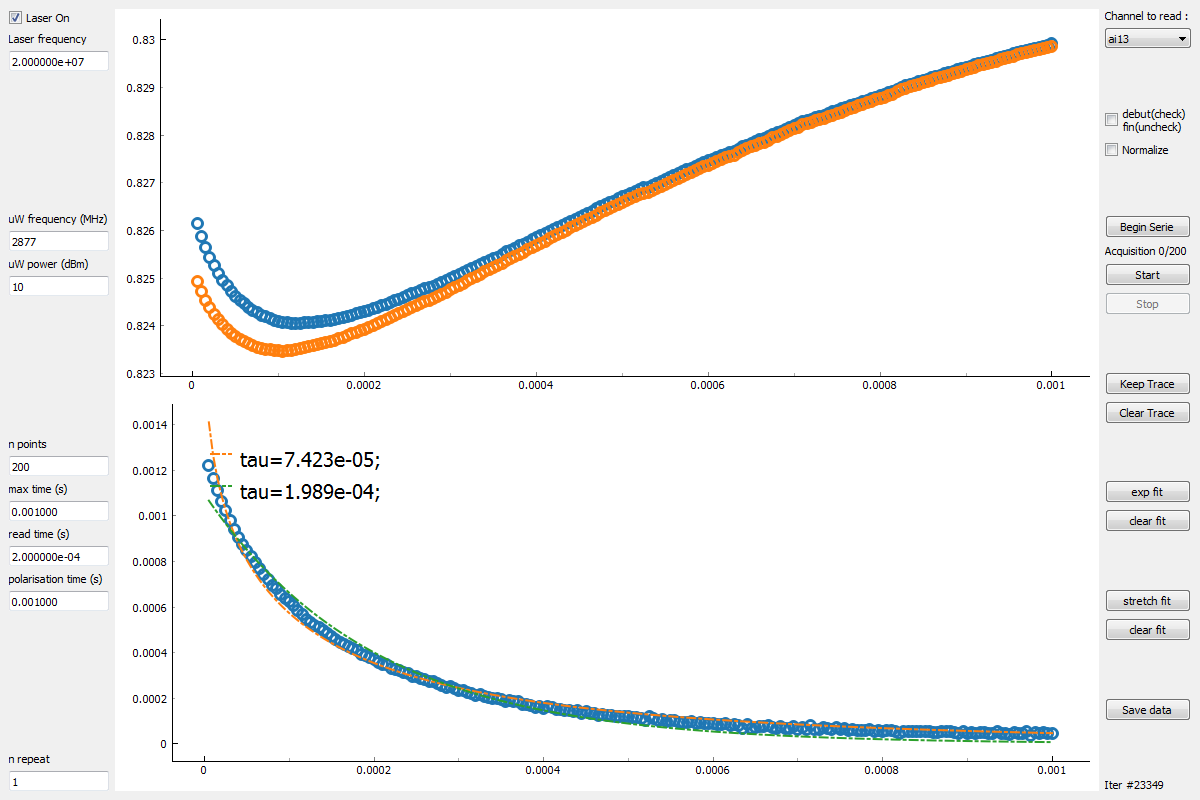 Laser On
Laser frequency
2.000000e+07
uW frequency (MHz)
2877
uW power (dBm)
10
n points
200
max time (s)
0.001000
read time (s)
2.000000e-04
polarisation time (s)
0.001000
n repeat
1
0.83
0.829
0.828
0.827
0.826
0.825
0.824
0.823
0
0.0002
0.0004
0.0006
0.0008
0.001
0.0014
0.0012
0.001
0.0008
0.0006
0.0004
0.0002
0
tau=7.423e-05;
tau=1.989e-04;
0
0.0002
0.0004
0.0006
0.0008
0.001
Channel to read :
ai13
debut(check)
fin(uncheck)
Normalize
Begin Serie
Acquisition 0/200
Start
Stop
Keep Trace
Clear Trace
exp fit
clear fit
stretch fit
clear fit
Save data
Iter #23349